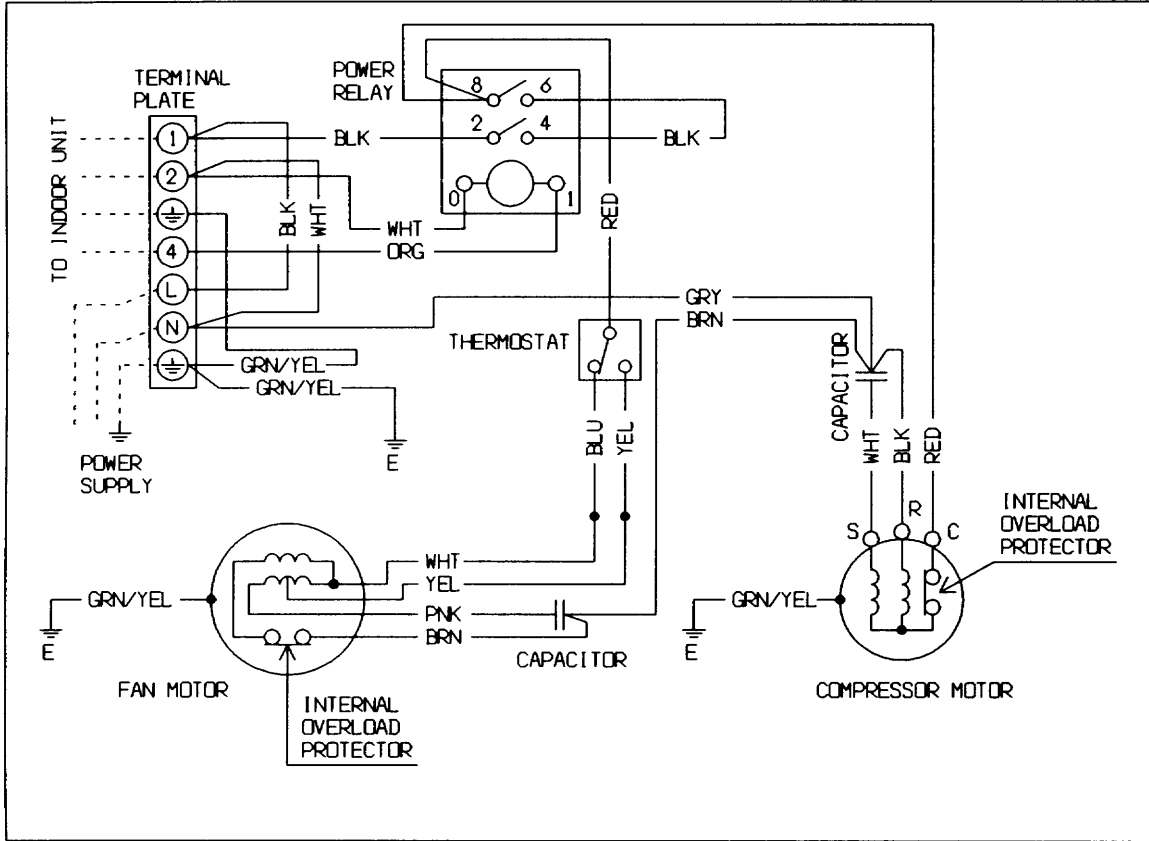 TERMINAL
PLATE
POWER
RELAY
8
6
2
4
0
1
1
2
4
L
N
TO INDOOR UNIT
BLK
BLK
BLK
WHT
WHT
ORG
RED
GRY
BRN
THERMOSTAT
GRN/YEL
GRN/YEL
E
POWER
SUPPLY
BLU
YEL
CAPACITOR
WHT
BLK
RED
S
R
C
INTERNAL
OVERLOAD
PROTECTOR
WHT
YEL
PNK
BRN
CAPACITOR
GRN/YEL
E
FAN MOTOR
INTERNAL
OVERLOAD
PROTECTOR
GRN/YEL
E
COMPRESSOR MOTOR